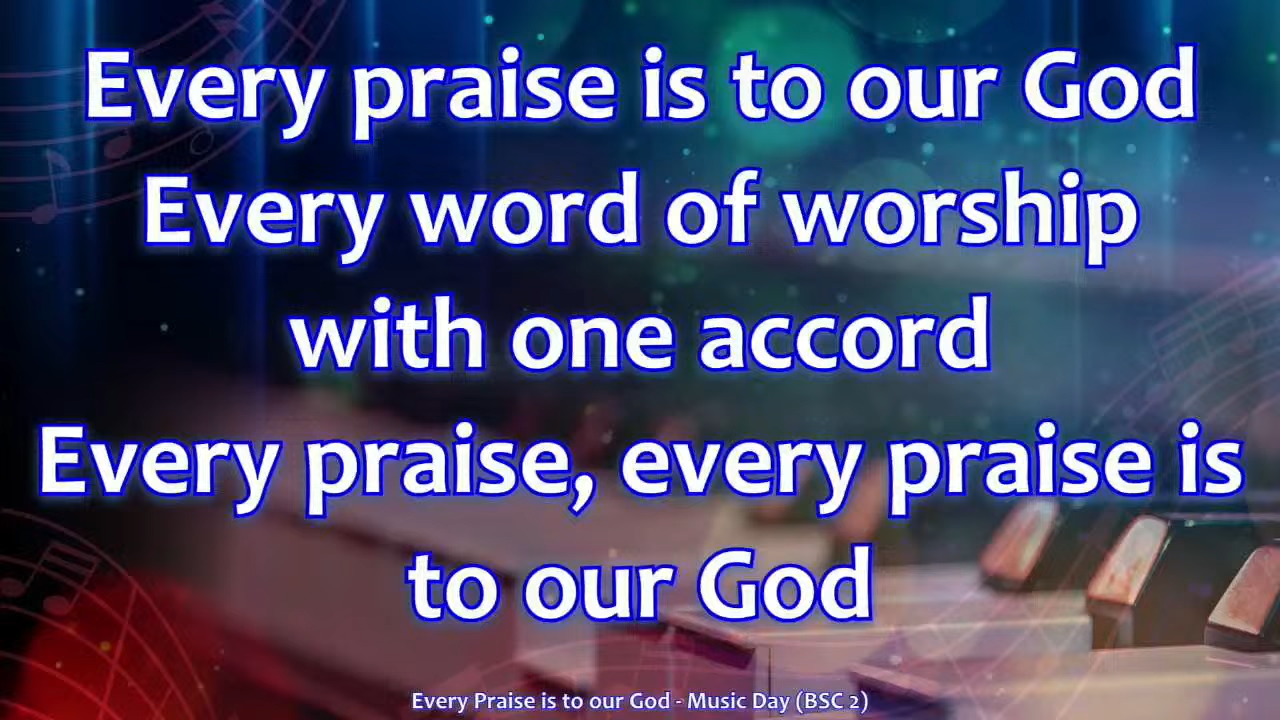 Every praise is to our God
Every word of worship
with one accord
Every praise, every praise is
to our God
Every Praise is to our God - Music Day (BSC 2)